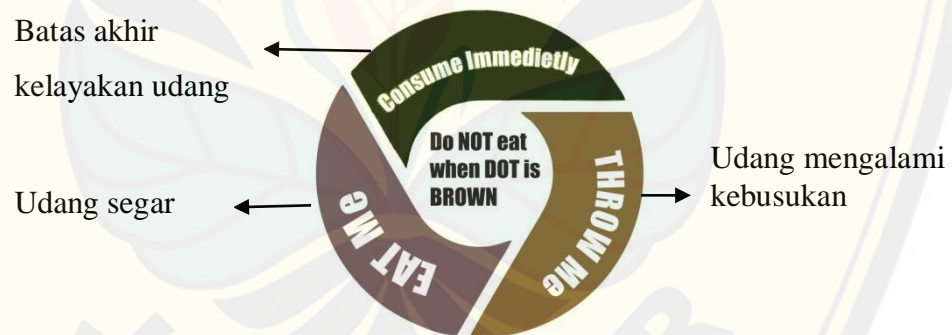 Batas akhir
kelayakan udang
Consume Immedietly
Do NOT eat
when DOT is
BROWN
Udang segar
EAT Me
THROW Me
Udang mengalami
kebusukan